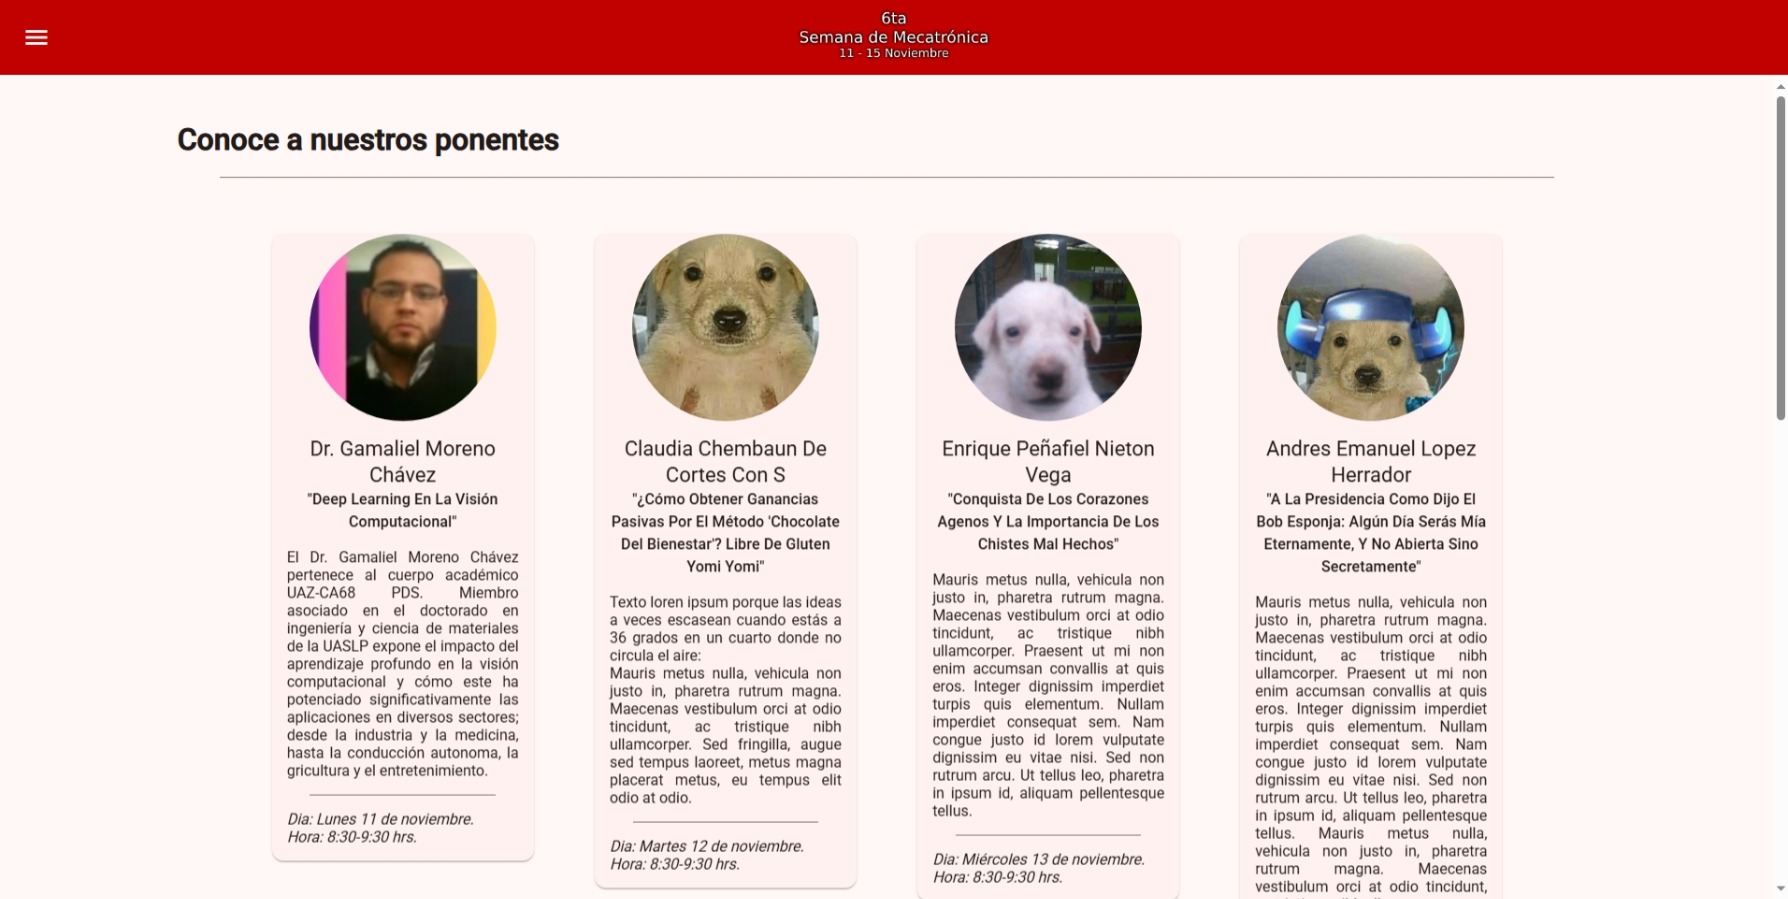 6ta
Semana de Mecatrónica
11 - 15 Noviembre
Conoce a nuestros ponentes
Dr. Gamaliel Moreno
Chávez
"Deep Learning En La Visión
Computacional"
El Dr. Gamaliel Moreno Chávez
pertenece al cuerpo académico
UAZ-CA68 PDS. Miembro
asociado en el doctorado en
ingeniería y ciencia de materiales
de la UASLP expone el impacto del
aprendizaje profundo en la visión
computacional y cómo este ha
potenciado significativamente las
aplicaciones en diversos sectores;
desde la industria y la medicina,
hasta la conducción autonoma, la
gricultura y el entretenimiento.
Dia: Lunes 11 de noviembre.
Hora: 8:30-9:30 hrs.
Claudia Chembaun De
Cortes Con S
"¿Cómo Obtener Ganancias
Pasivas Por El Método 'Chocolate
Del Bienestar'? Libre De Gluten
Yomi Yomi"
Texto loren ipsum porque las ideas
a veces escasean cuando estás a
36 grados en un cuarto donde no
circula el aire:
Mauris metus nulla, vehicula non
justo in, pharetra rutrum magna.
Maecenas vestibulum orci at odio
tincidunt, ac tristique nibh
ullamcorper. Sed fringilla, augue
sed tempus laoreet, metus magna
placerat metus, eu tempus elit
odio at odio.
Dia: Martes 12 de noviembre.
Hora: 8:30-9:30 hrs.
Enrique Peñafiel Nieton
Vega
"Conquista De Los Corazones
Agenos Y La Importancia De Los
Chistes Mal Hechos"
Mauris metus nulla, vehicula non
justo in, pharetra rutrum magna.
Maecenas vestibulum orci at odio
tincidunt, ac tristique nibh
ullamcorper. Praesent ut mi non
enim accumsan convallis at quis
eros. Integer dignissim imperdiet
turpis quis elementum. Nullam
imperdiet consequat sem. Nam
congue justo id lorem vulputate
dignissim eu vitae nisi. Sed non
rutrum arcu. Ut tellus leo, pharetra
in ipsum id, aliquam pellentesque
tellus.
Dia: Miércoles 13 de noviembre.
Hora: 8:30-9:30 hrs.
Andres Emanuel Lopez
Herrador
"A La Presidencia Como Dijo El
Bob Esponja: Algún Día Serás Mía
Eternamente, Y No Abierta Sino
Secretamente"
Mauris metus nulla, vehicula non
justo in, pharetra rutrum magna.
Maecenas vestibulum orci at odio
tincidunt, ac tristique nibh
ullamcorper. Praesent ut mi non
enim accumsan convallis at quis
eros. Integer dignissim imperdiet
turpis quis elementum. Nullam
imperdiet consequat sem. Nam
congue justo id lorem vulputate
dignissim eu vitae nisi. Sed non
rutrum arcu. Ut tellus leo, pharetra
in ipsum id, aliquam pellentesque
tellus. Mauris metus nulla,
vehicula non justo in, pharetra
rutrum magna. Maecenas
vestibulum orci at odio tincidunt,